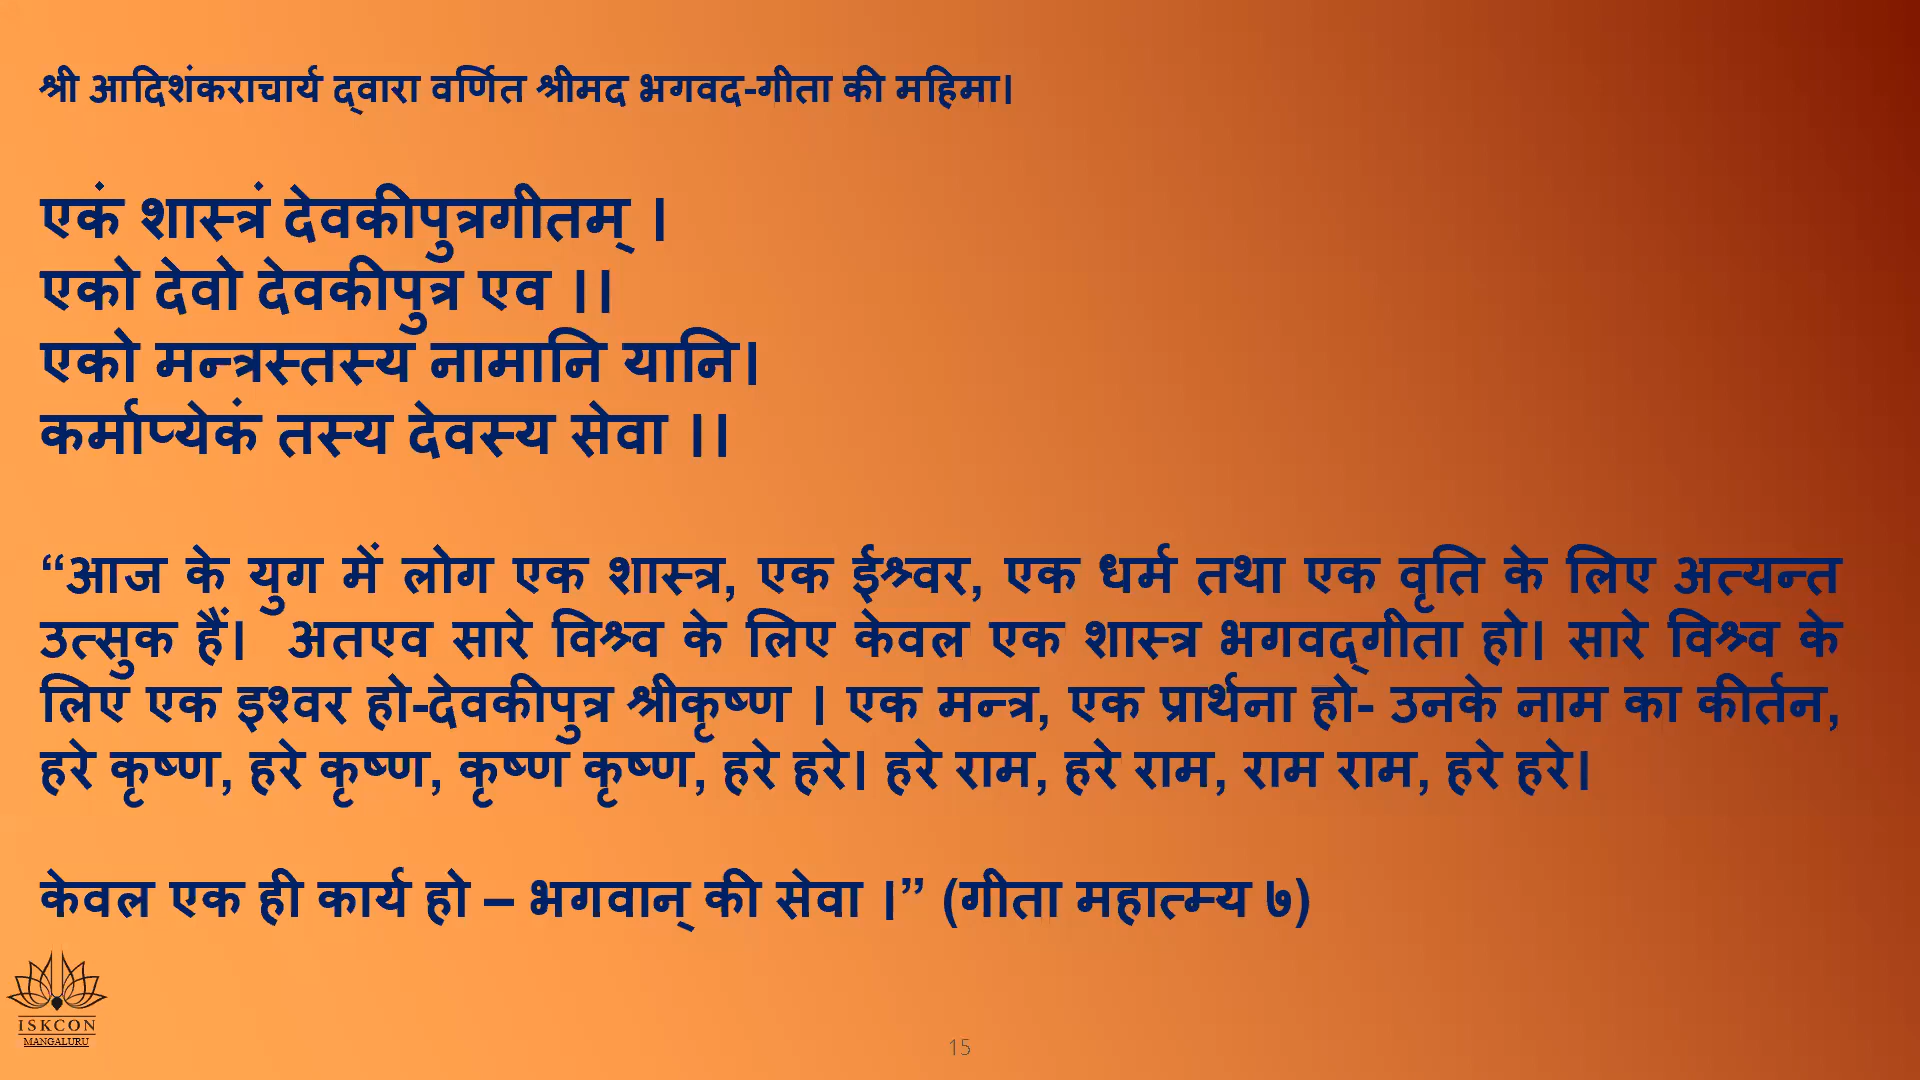 श्री आदिशंकराचार्य द्वारा वर्णित श्रीमद भगवद-गीता की महिमा।
एकं शास्त्रं देवकीपुत्रगीतम् ।
एको देवो देवकीपुत्र एव ।।
एको मन्त्रस्तस्य नामानि यानि।
कर्माप्येकं तस्य देवस्य सेवा ।।
“आज के युग में लोग एक शास्त्र, एक ईश्वर, एक धर्म तथा एक वृति के लिए अत्यन्त
उत्सुक हैं। अतएव सारे विश्व के लिए केवल एक शास्त्र भगवद्गीता हो। सारे विश्व के
लिए एक इश्वर हो-देवकीपुत्र श्रीकृष्ण । एक मन्त्र, एक प्रार्थना हो- उनके नाम का कीर्तन,
हरे कृष्ण, हरे कृष्ण, कृष्ण कृष्ण, हरे हरे। हरे राम, हरे राम, राम राम, हरे हरे।
केवल एक ही कार्य हो – भगवान् की सेवा ।” (गीता महात्म्य ७)
ISKCON
MANGALURU
15